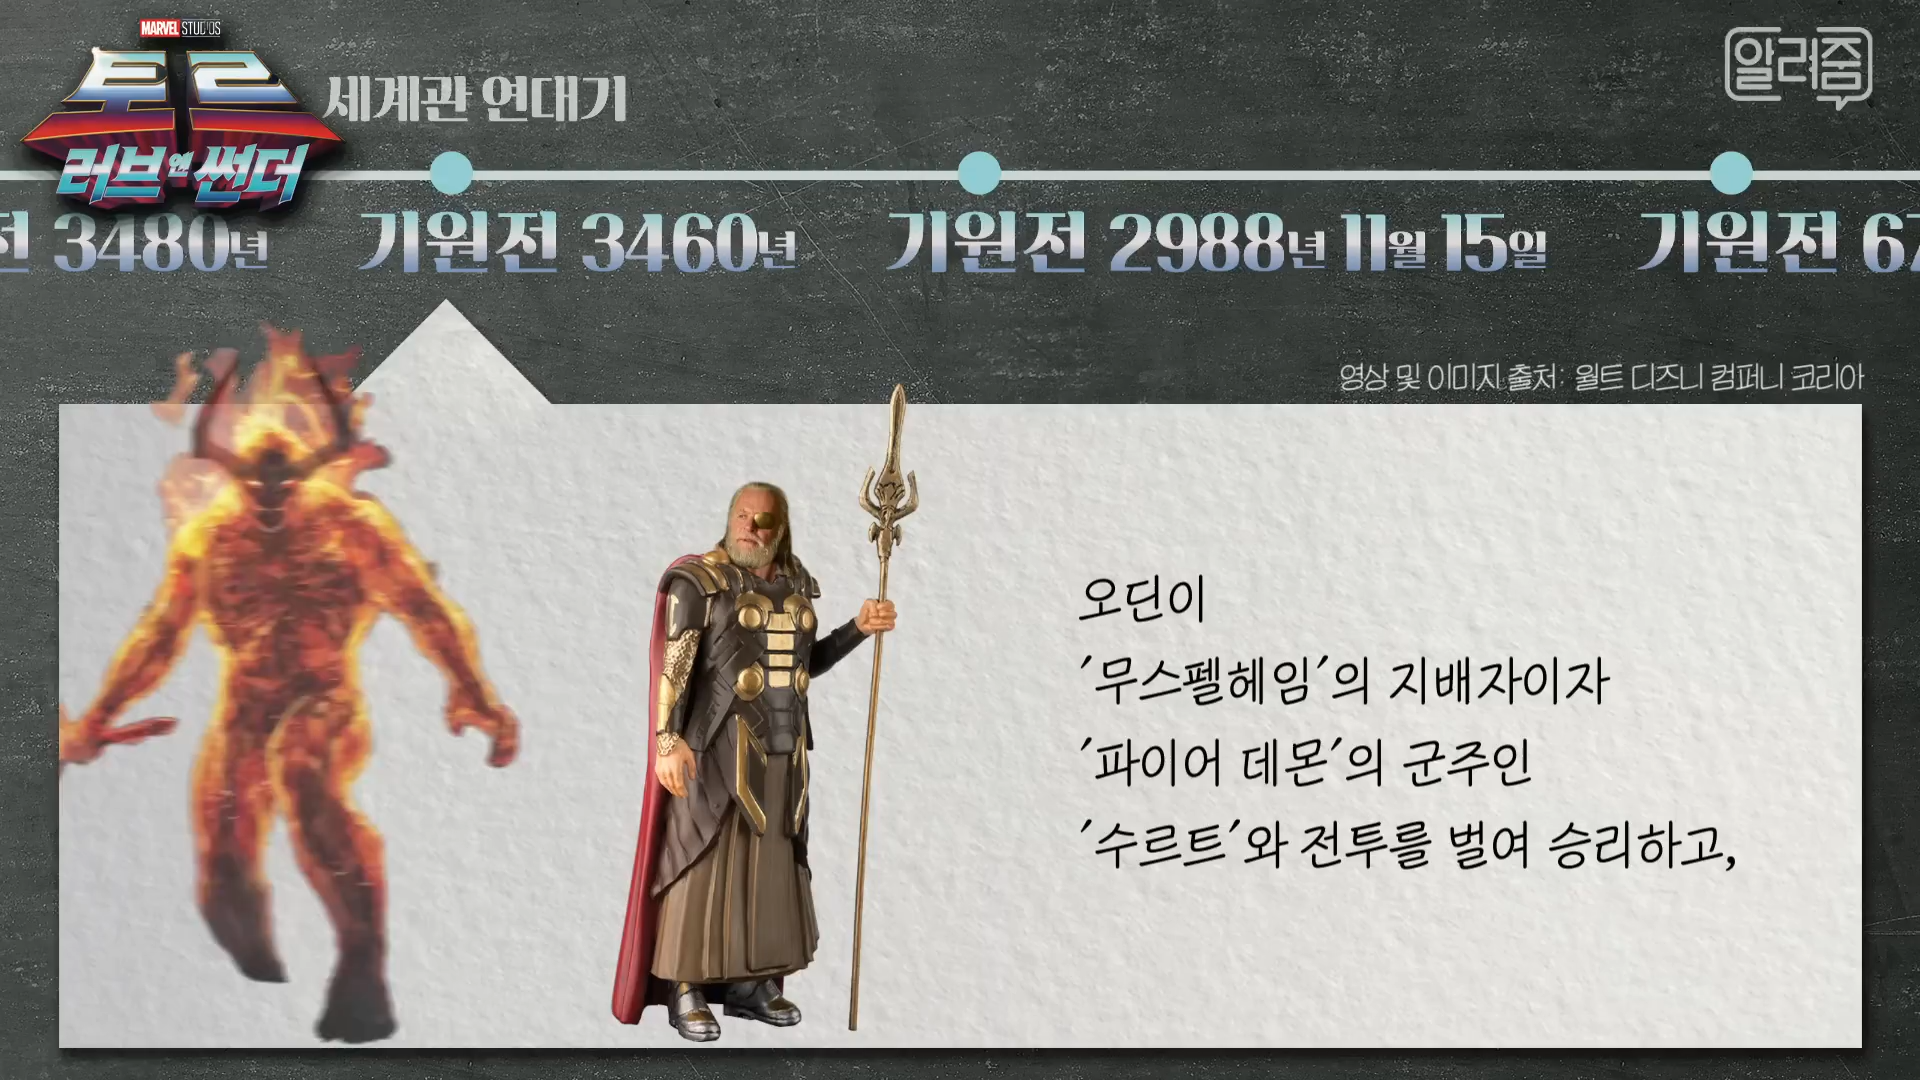 MARVEL STUDIOS
토르
러브 앤 썬더
세계관 연대기
알려줌
전 3480년
기원전 3460년
기원전 2988년 11월 15일
기원전 67
영상 및 이미지 출처: 월트 디즈니 컴퍼니 코리아
오딘이
'무스펠헤임'의 지배자이자
'파이어 데몬'의 군주인
'수르트'와 전투를 벌여 승리하고,